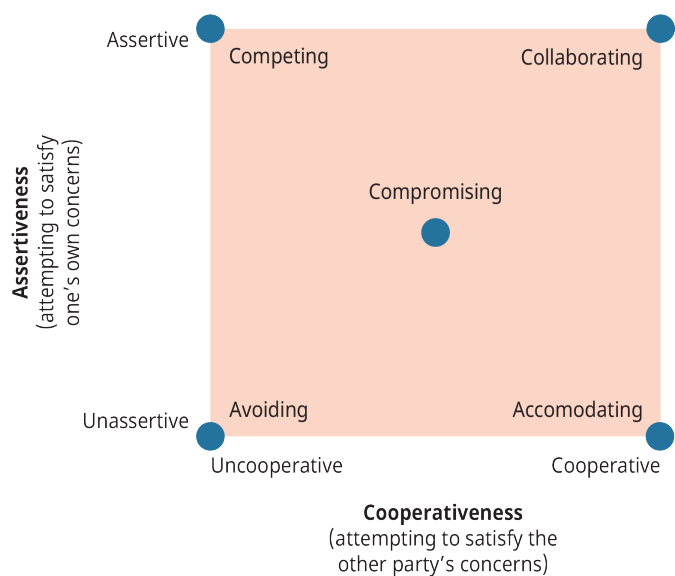 Assertive
Competing
Collaborating
Assertiveness
(attempting to satisfy
one's own concerns)
Compromising
Avoiding
Accomodating
Unassertive
Uncooperative
Cooperative
Cooperativeness
(attempting to satisfy the
other party's concerns)